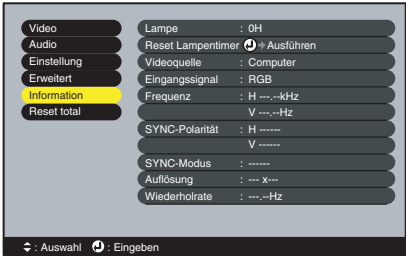 Video
Audio
Einstellung
Erweitert
Information
Reset total
Lampe : 0H
Reset Lampentimer Ausführen
Videoquelle : Computer
Eingangssignal : RGB
Frequenz : H ---.--kHz
V ---.--Hz
SYNC-Polarität : H ------
V ------
SYNC-Modus : ------
Auflösung : --- x---
Wiederholrate : ---.--Hz
: Auswahl : Eingeben